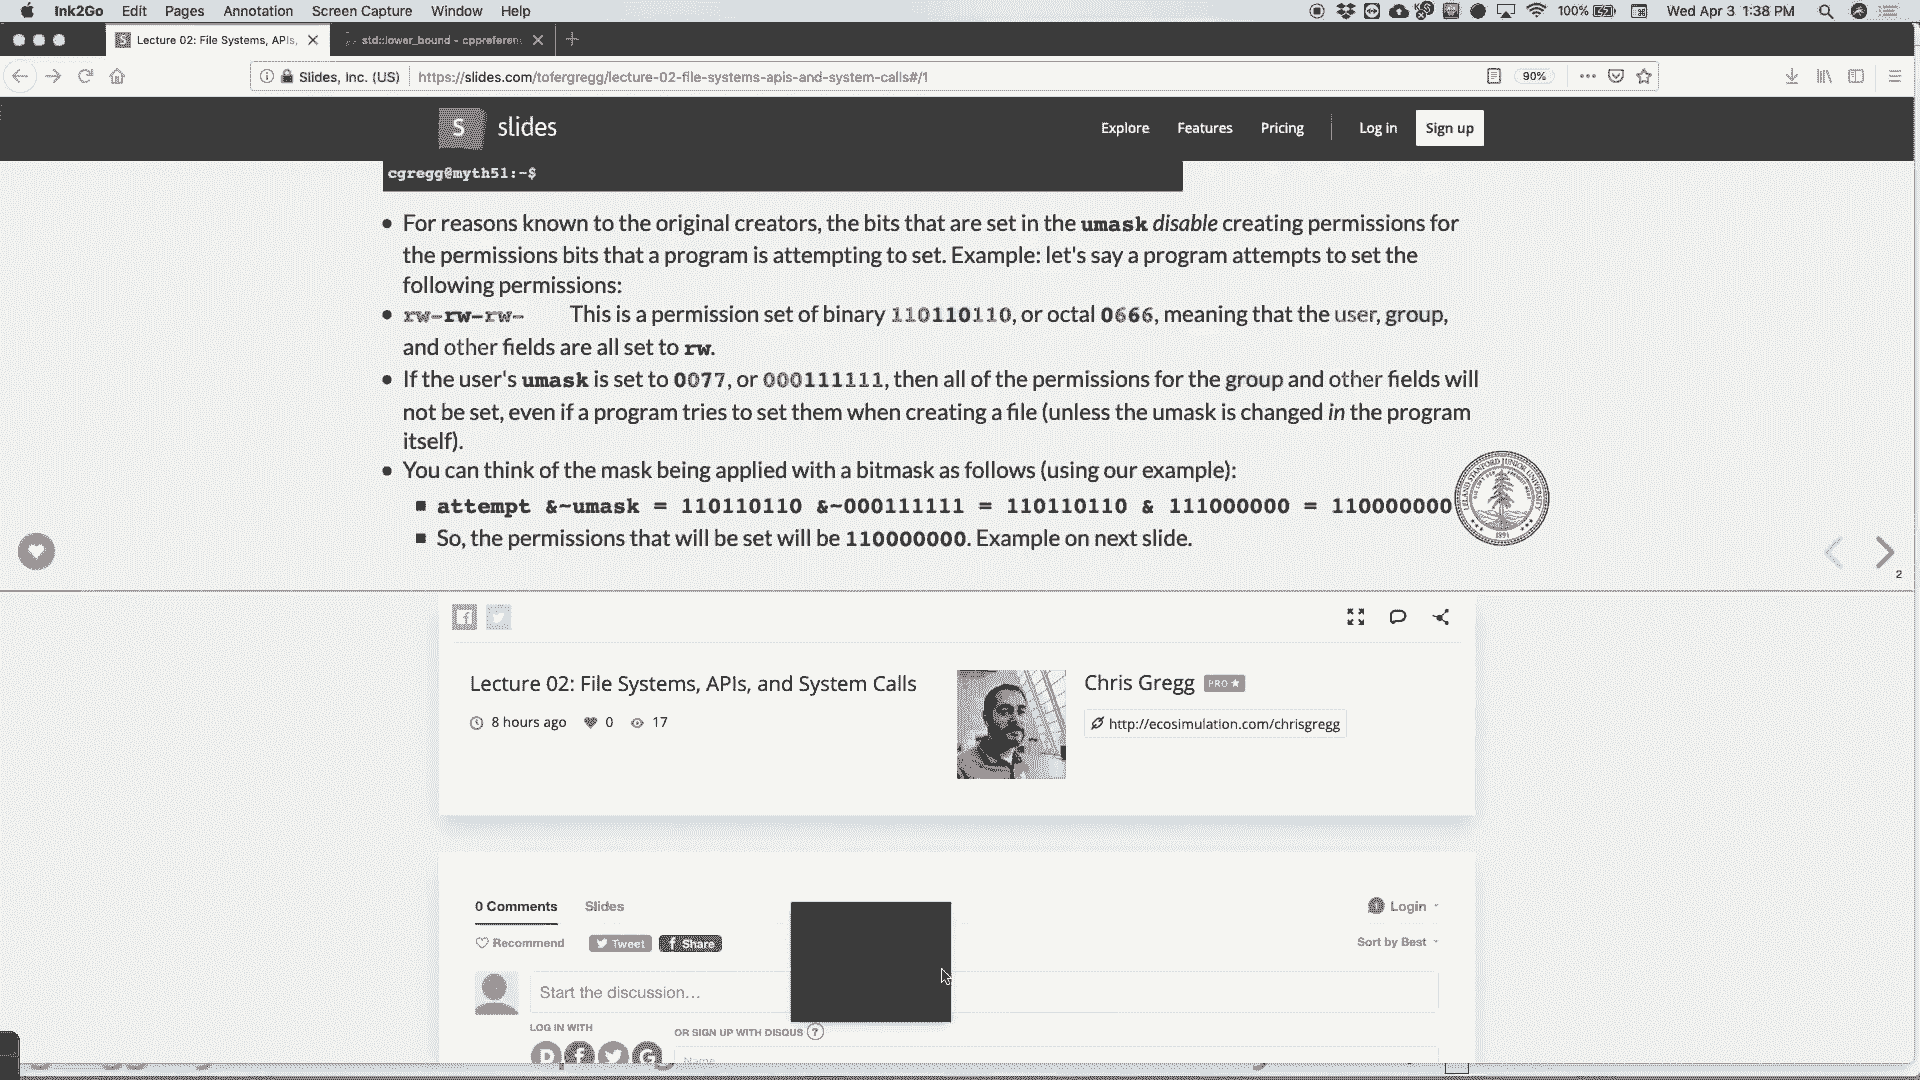 Ink2Go Edit Pages Annotation Screen Capture Window Help 100% Wed Apr 3 1:38 PM
Lecture 02: File Systems, APIs, std::lower_bound - cppreferen
Slides, Inc. (US) https://slides.com/tofergregg/lecture-02-file-systems-apis-and-system-calls#/1 90%
S slides Explore Features Pricing Log in Sign up
cgregg@myth51:~$
• For reasons known to the original creators, the bits that are set in the umask disable creating permissions for
the permissions bits that a program is attempting to set. Example: let's say a program attempts to set the
following permissions:
• rw-rw-rw- This is a permission set of binary 110110110, or octal 0666, meaning that the user, group,
and other fields are all set to rw.
• If the user's umask is set to 0077, or 000111111, then all of the permissions for the group and other fields will
not be set, even if a program tries to set them when creating a file (unless the umask is changed in the program
itself).
• You can think of the mask being applied with a bitmask as follows (using our example):
▪ attempt &~umask = 110110110 &~000111111 = 110110110 & 111000000 = 110000000
▪ So, the permissions that will be set will be 110000000. Example on next slide.
2
Lecture 02: File Systems, APIs, and System Calls
8 hours ago 0 17
Chris Gregg PRO ★
http://ecosimulation.com/chrisgregg
0 Comments Slides Login
Recommend Tweet Share Sort by Best
Start the discussion...
LOG IN WITH OR SIGN UP WITH DISQUS ?
Name